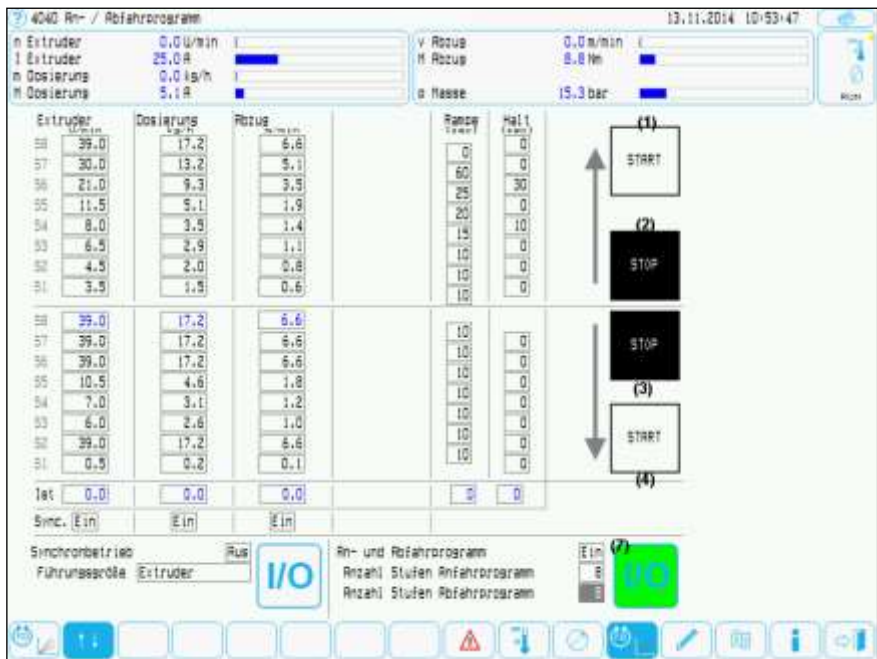 ? 4040 An- / Abfahrprogramm 13.11.2014 10:53:47
n Extruder 0.0 U/min
I Extruder 25.0 A
m Dosierung 0.0 kg/h
M Dosierung 5.1 A
v Abzug 0.0 m/min
M Abzug 8.8 Nm
p Masse 15.3 bar
Extruder Dosierung Abzug Rampe Halt
U/min kg/h m/min (sec) (sec)
S8 39.0 17.2 6.6 0 0
S7 30.0 13.2 5.1 60 0
S6 21.0 9.3 3.5 25 30
S5 11.5 5.1 1.9 20 0
S4 8.0 3.5 1.4 15 10
S3 6.5 2.9 1.1 10 0
S2 4.5 2.0 0.8 10 0
S1 3.5 1.5 0.6 10 0
(1)
START
(2)
STOP
S8 39.0 17.2 6.6 10
S7 39.0 17.2 6.6 10 0
S6 39.0 17.2 6.6 10 0
S5 10.5 4.6 1.8 10 0
S4 7.0 3.1 1.2 10 0
S3 6.0 2.6 1.0 10 0
S2 39.0 17.2 6.6 10 0
S1 0.5 0.2 0.1 0
STOP
(3)
START
(4)
Ist 0.0 0.0 0.0 0 0
Sync. Ein Ein Ein
Synchronbetrieb Aus
Führungsgröße Extruder
I/O
An- und Abfahrprogramm Ein (7)
Anzahl Stufen Anfahrprogramm 8
Anzahl Stufen Abfahrprogramm 8
I/O